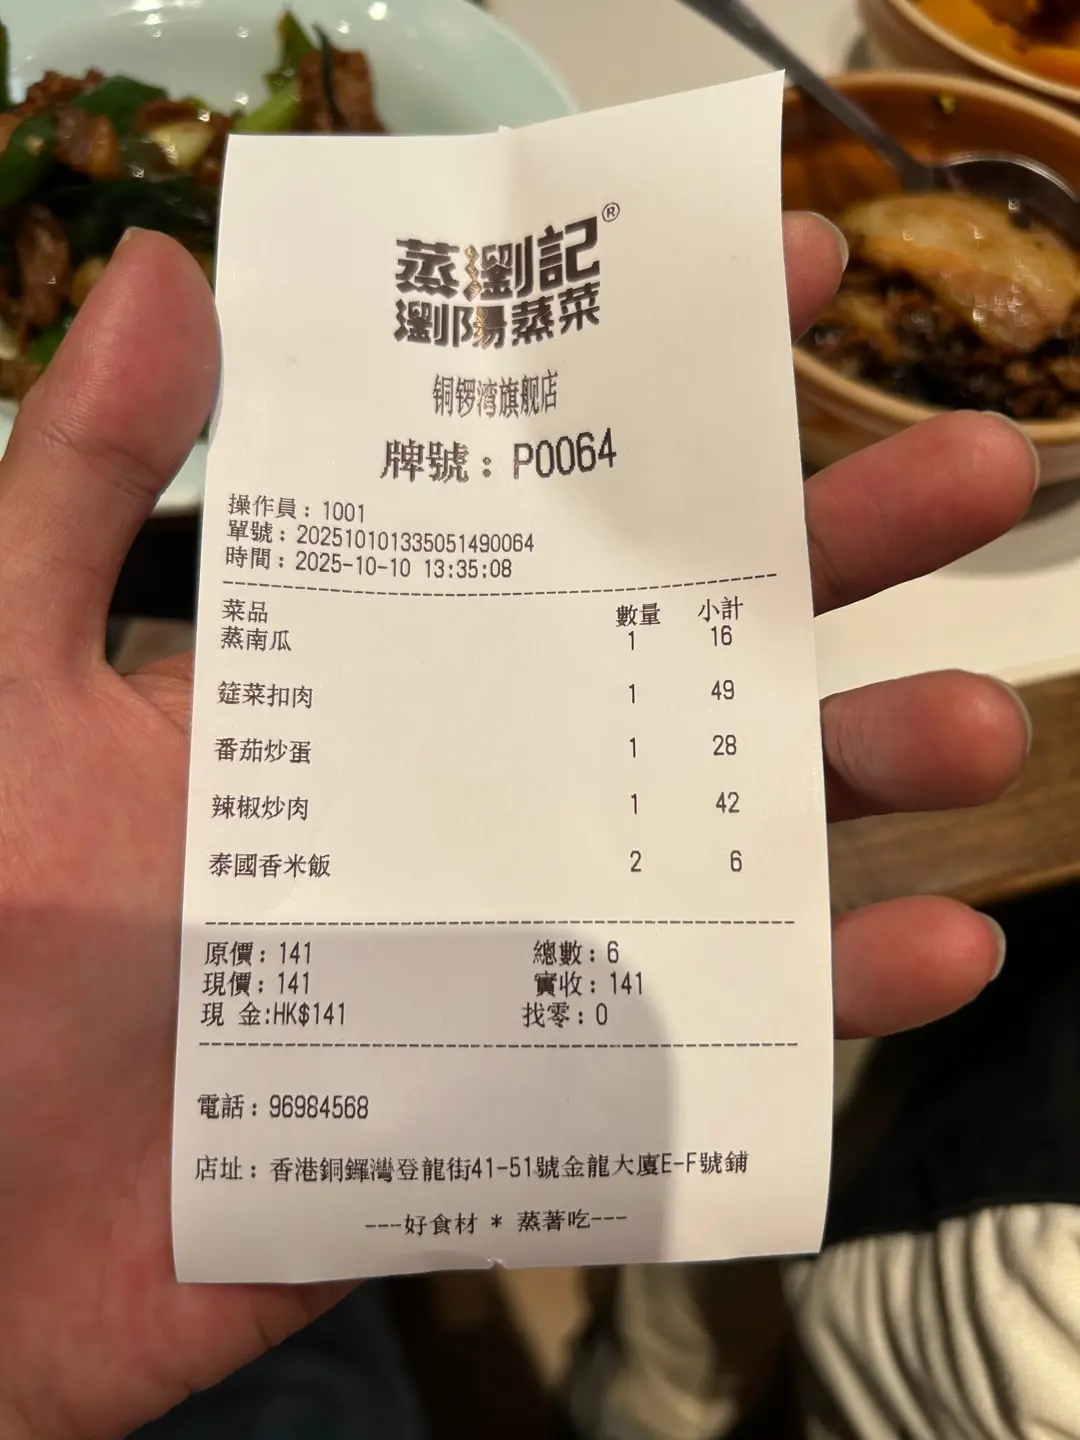 蒸瀏記®
瀏陽蒸菜
铜锣湾旗舰店
牌號：P0064
操作員：1001
單號：202510101335051490064
時間：2025-10-10 13:35:08
菜品 數量 小計
蒸南瓜 1 16
筵菜扣肉 1 49
番茄炒蛋 1 28
辣椒炒肉 1 42
泰國香米飯 2 6
原價：141 總數：6
現價：141 實收：141
現 金:HK$141 找零：0
電話：96984568
店址：香港銅鑼灣登龍街41-51號金龍大廈E-F號鋪
---好食材 * 蒸著吃---